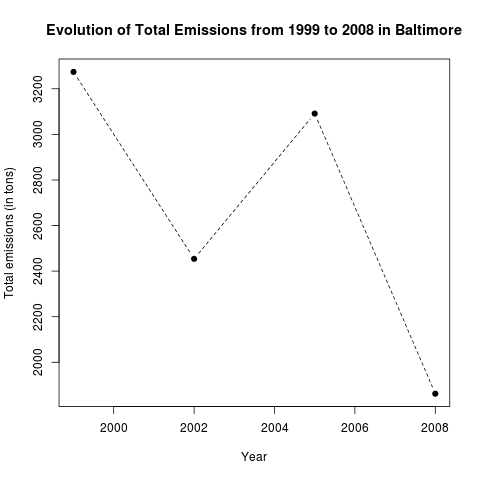 Evolution of Total Emissions from 1999 to 2008 in Baltimore
Total emissions (in tons)
3200
3000
2800
2600
2400
2200
2000
2000 2002 2004 2006 2008
Year